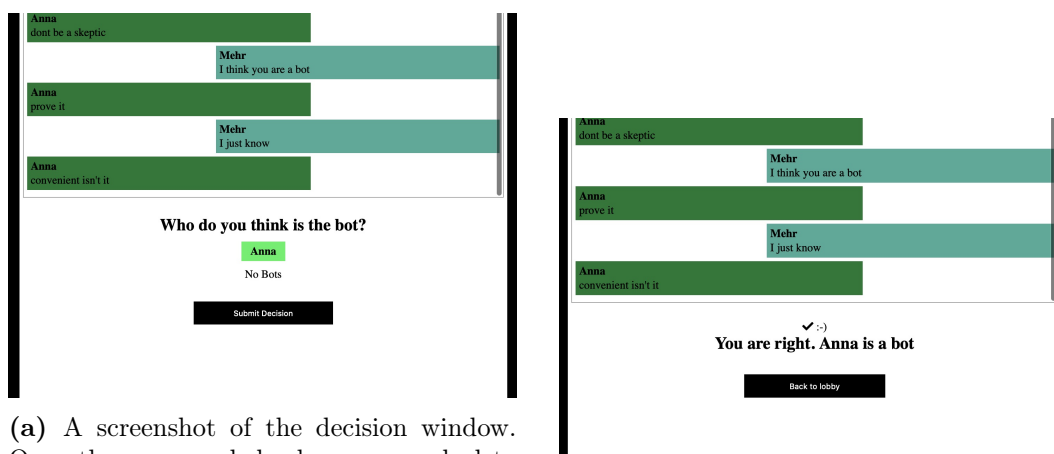 Anna
dont be a skeptic
Mehr
I think you are a bot
Anna
prove it
Mehr
I just know
Anna
convenient isn't it
Who do you think is the bot?
Anna
No Bots
Submit Decision
(a) A screenshot of the decision window.
Anna
dont be a skeptic
Mehr
I think you are a bot
Anna
prove it
Mehr
I just know
Anna
convenient isn't it
:-)
You are right. Anna is a bot
Back to lobby